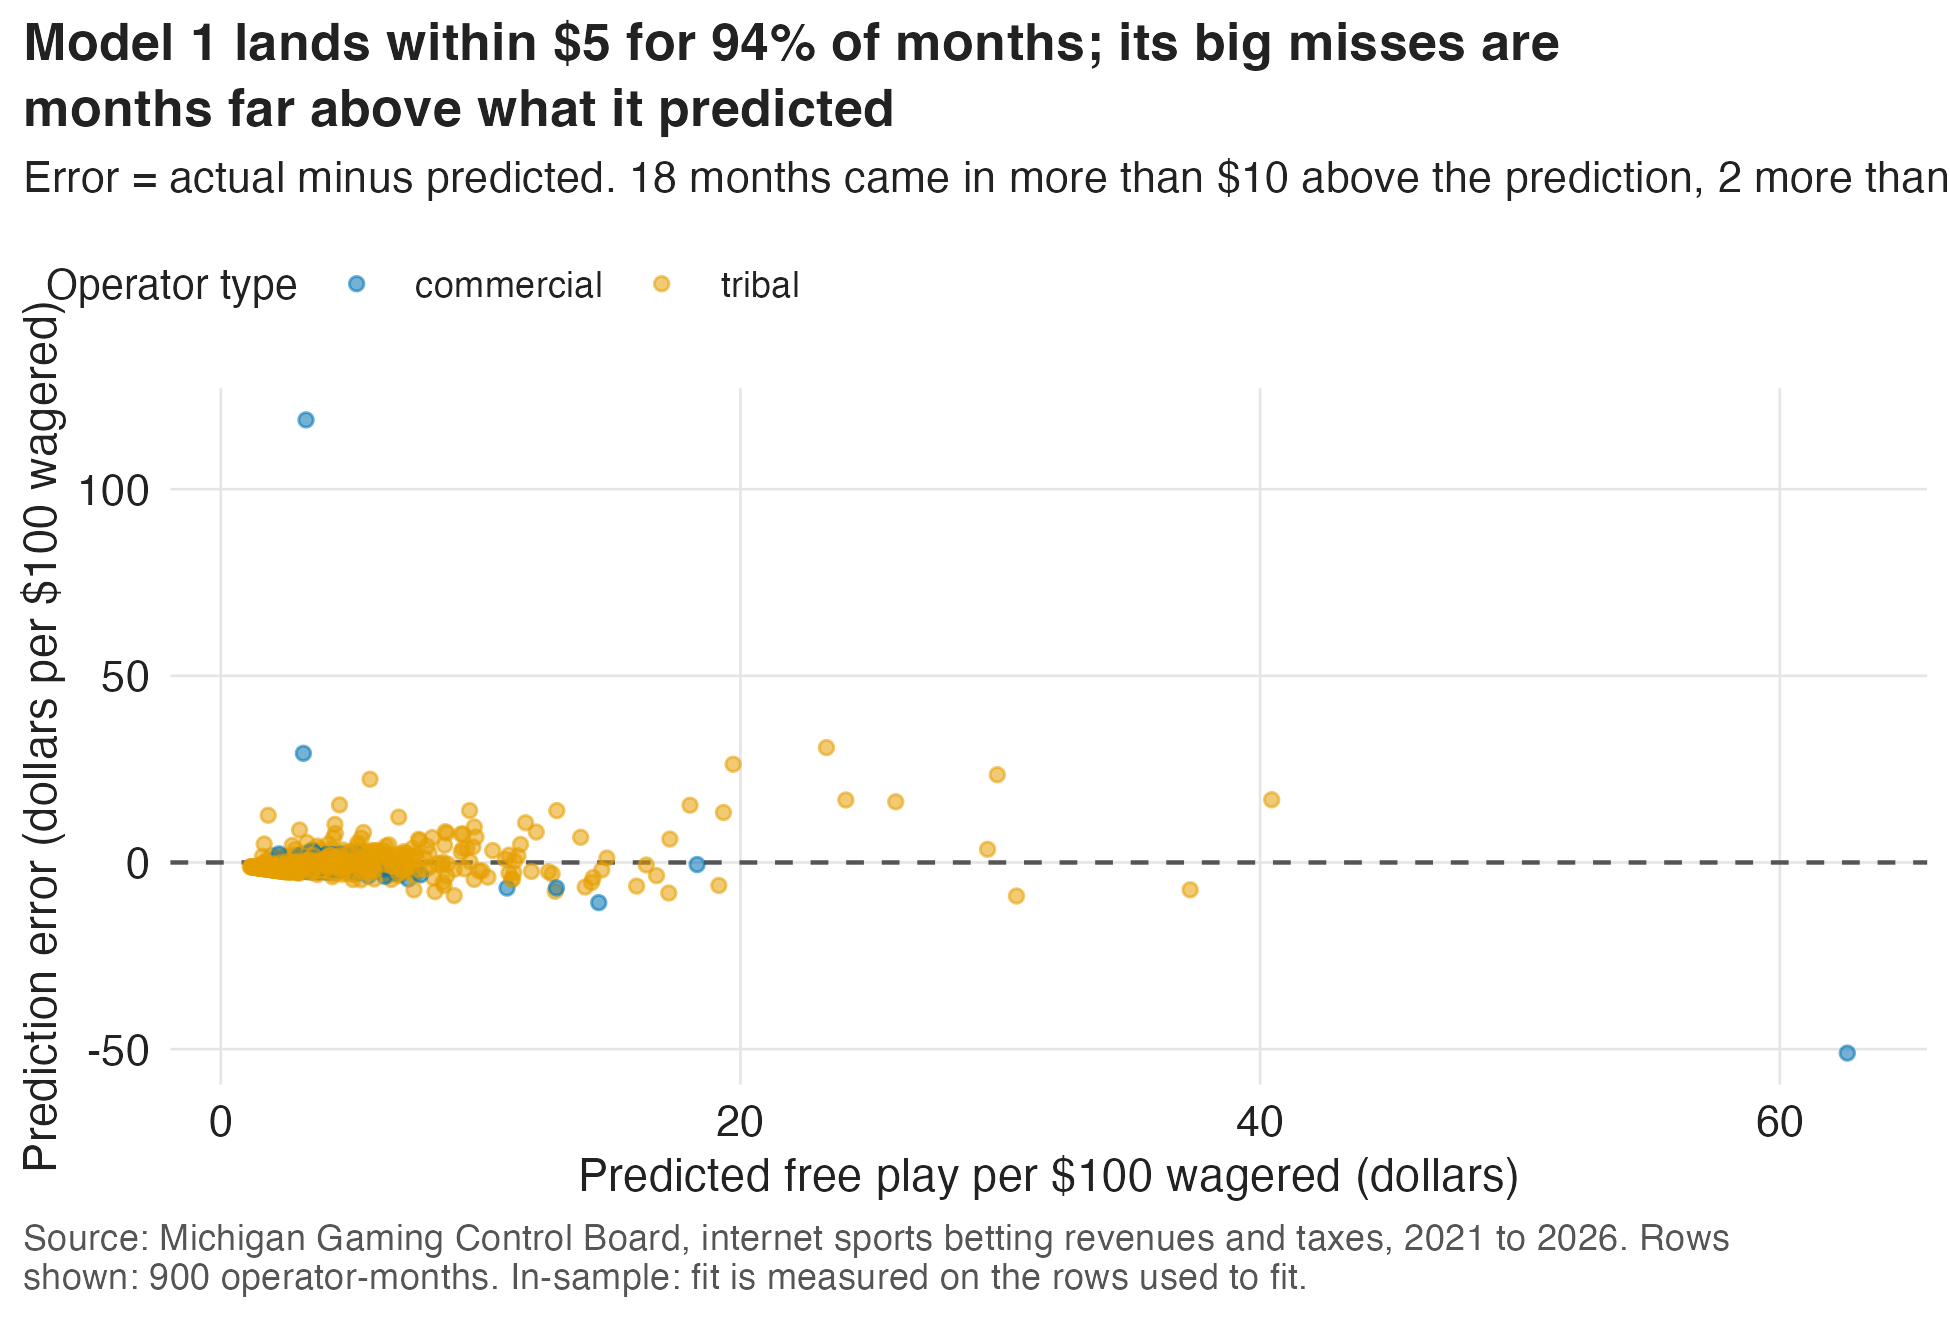 Model 1 lands within $5 for 94% of months; its big misses are
months far above what it predicted
Error = actual minus predicted. 18 months came in more than $10 above the prediction, 2 more than
Operator type commercial tribal
Prediction error (dollars per $100 wagered)
100
50
0
-50
0 20 40 60
Predicted free play per $100 wagered (dollars)
Source: Michigan Gaming Control Board, internet sports betting revenues and taxes, 2021 to 2026. Rows
shown: 900 operator-months. In-sample: fit is measured on the rows used to fit.